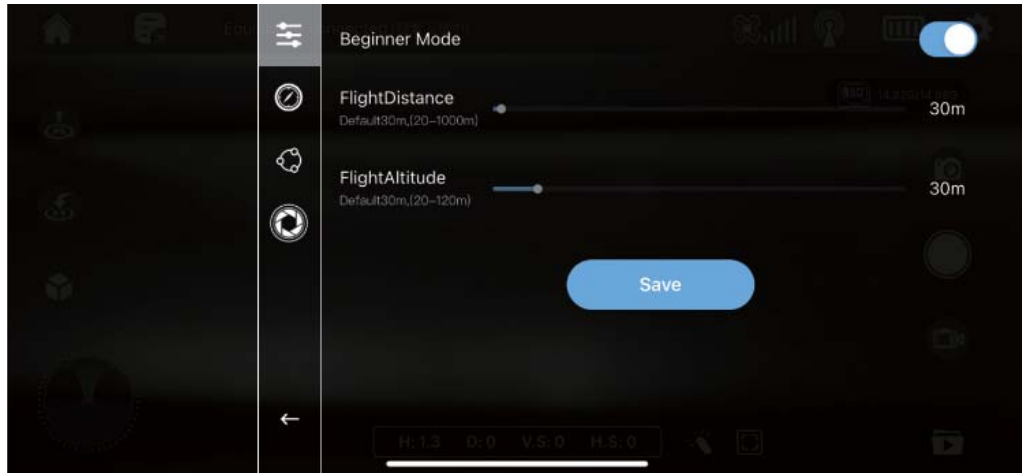 Beginner Mode
FlightDistance
Default30m,(20–1000m)
30m
FlightAltitude
Default30m,(20–120m)
30m
Save
H: 1.3 D: 0 V.S: 0 H.S: 0